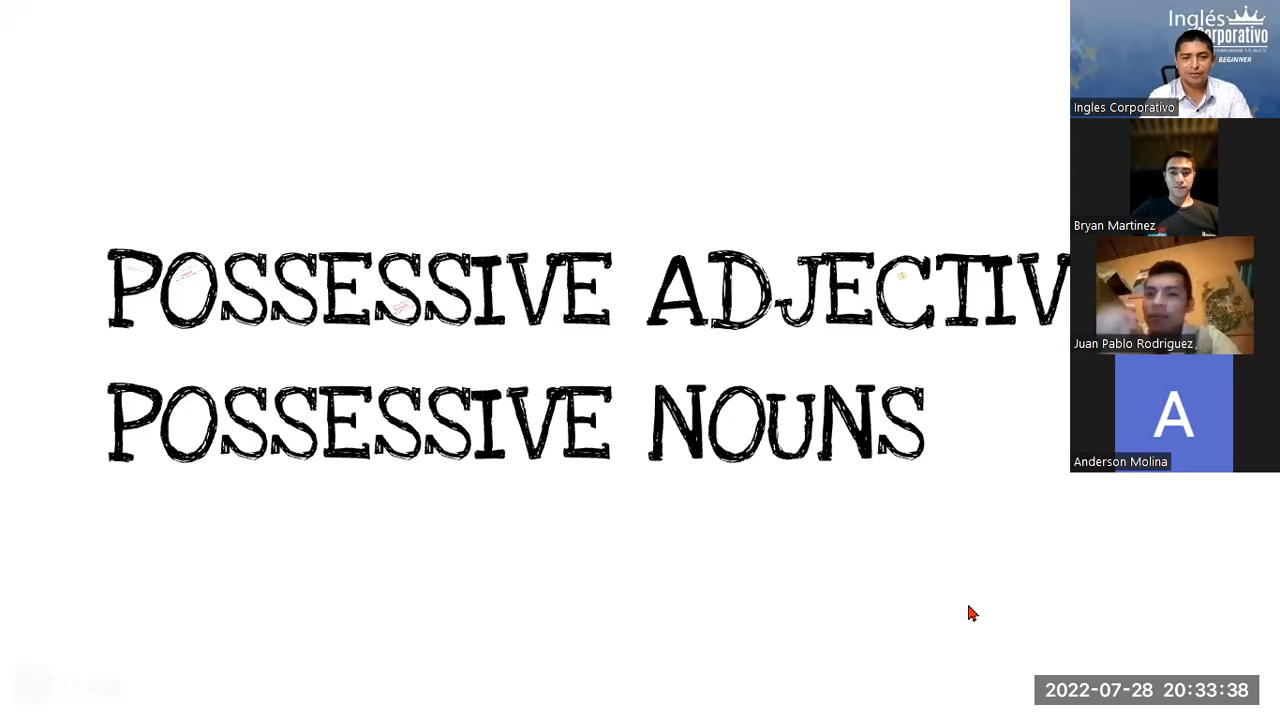 POSSESSIVE ADJECTIV
POSSESSIVE NOUNS
Inglés
Corporativo
BEGINNER
Ingles Corporativo
Bryan Martinez
Juan Pablo Rodriguez
A
Anderson Molina
2022-07-28 20:33:38